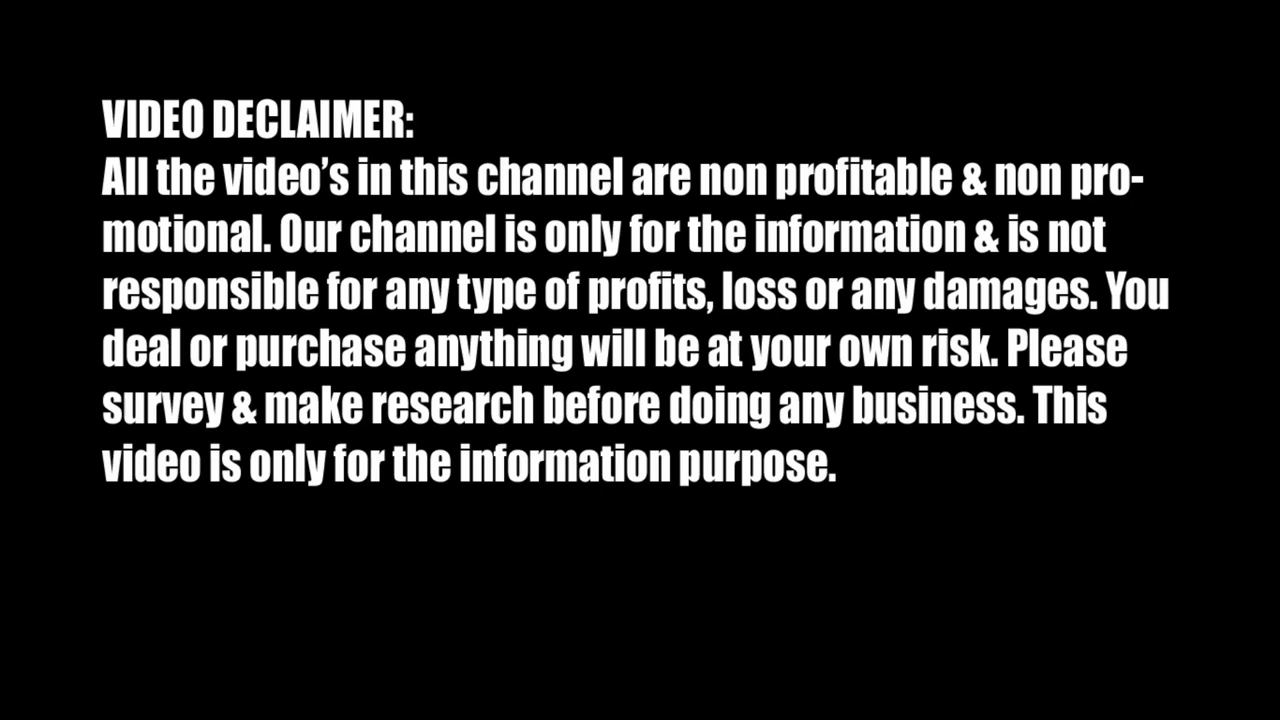 VIDEO DECLAIMER:
All the video’s in this channel are non profitable & non pro-
motional. Our channel is only for the information & is not
responsible for any type of profits, loss or any damages. You
deal or purchase anything will be at your own risk. Please
survey & make research before doing any business. This
video is only for the information purpose.